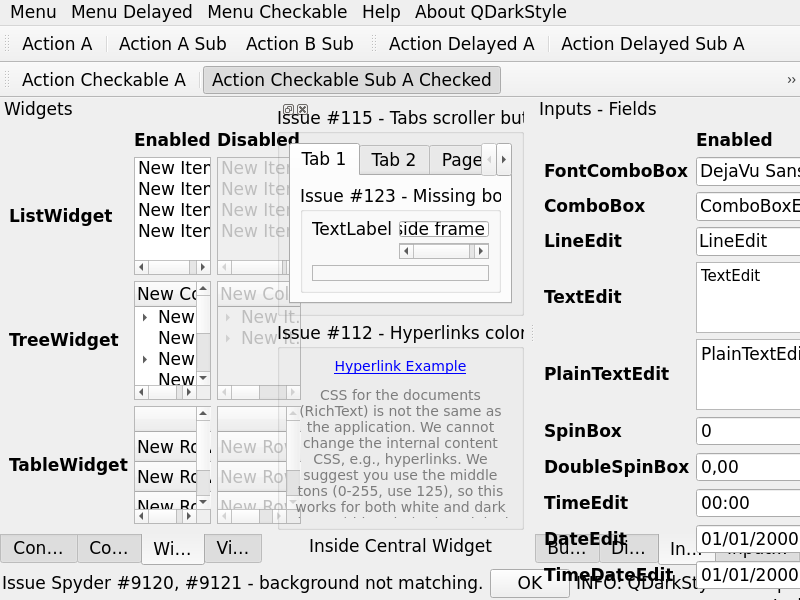 Menu Menu Delayed Menu Checkable Help About QDarkStyle
Action A Action A Sub Action B Sub Action Delayed A Action Delayed Sub A
Action Checkable A Action Checkable Sub A Checked
Widgets
Enabled Disabled
ListWidget
New Iter New Iter
New Iter New Iter
New Iter New Iter
New Iter New Iter
TreeWidget
New Co New Col
New New It
New New It
New
New
TableWidget
New Ro New Ro
New Ro New Ro
New Ro New Ro
Con... Co... Wi... Vi...
Issue #115 - Tabs scroller but
Tab 1 Tab 2 Page
Issue #123 - Missing bo
TextLabel side frame
Issue #112 - Hyperlinks color
Hyperlink Example
CSS for the documents
(RichText) is not the same as
the application. We cannot
change the internal content
CSS, e.g., hyperlinks. We
suggest you use the middle
tons (0-255, use 125), so this
works for both white and dark
Inside Central Widget
Inputs - Fields
Enabled
FontComboBox DejaVu Sans
ComboBox ComboBoxE
LineEdit LineEdit
TextEdit TextEdit
PlainTextEdit PlainTextEdi
SpinBox 0
DoubleSpinBox 0,00
TimeEdit 00:00
DateEdit 01/01/2000
TimeDateEdit 01/01/2000
Bu... Di... In...
Issue Spyder #9120, #9121 - background not matching. OK INFO: QDarkSty